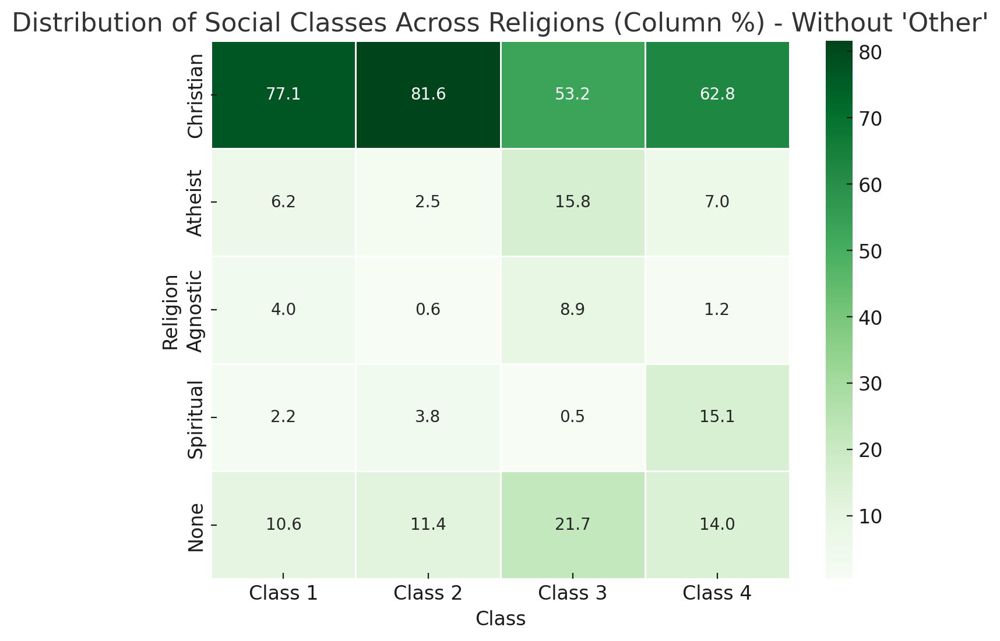 Distribution of Social Classes Across Religions (Column %) - Without 'Other'
Religion
Christian
77.1 81.6 53.2 62.8
Atheist
6.2 2.5 15.8 7.0
Agnostic
4.0 0.6 8.9 1.2
Spiritual
2.2 3.8 0.5 15.1
None
10.6 11.4 21.7 14.0
Class 1 Class 2 Class 3 Class 4
Class
80
70
60
50
40
30
20
10